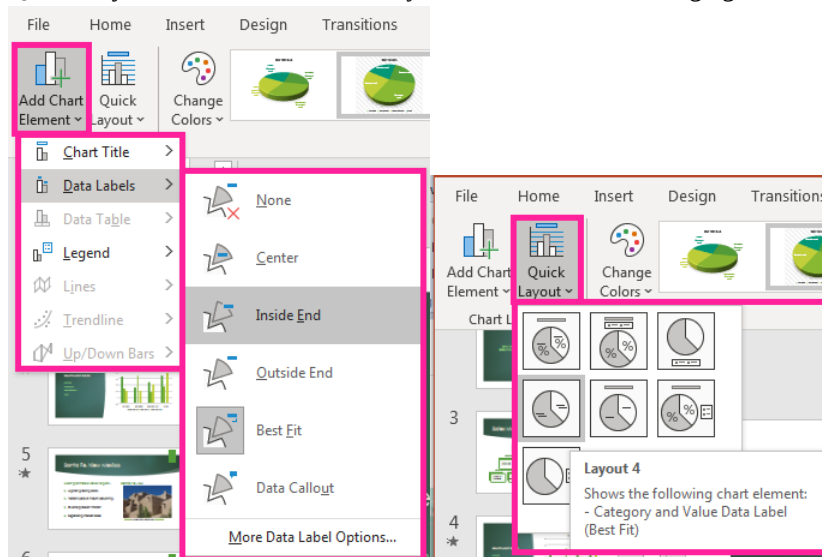 File Home Insert Design Transitions
Add Chart Element Quick Layout Change Colors
Chart Title
Data Labels
Data Table
Legend
Lines
Trendline
Up/Down Bars
None
Center
Inside End
Outside End
Best Fit
Data Callout
More Data Label Options...
5
File Home Insert Design Transitions
Add Chart Element Quick Layout Change Colors
Chart L
% %
% %
% %
3
Layout 4
Shows the following chart element:
- Category and Value Data Label
(Best Fit)
4